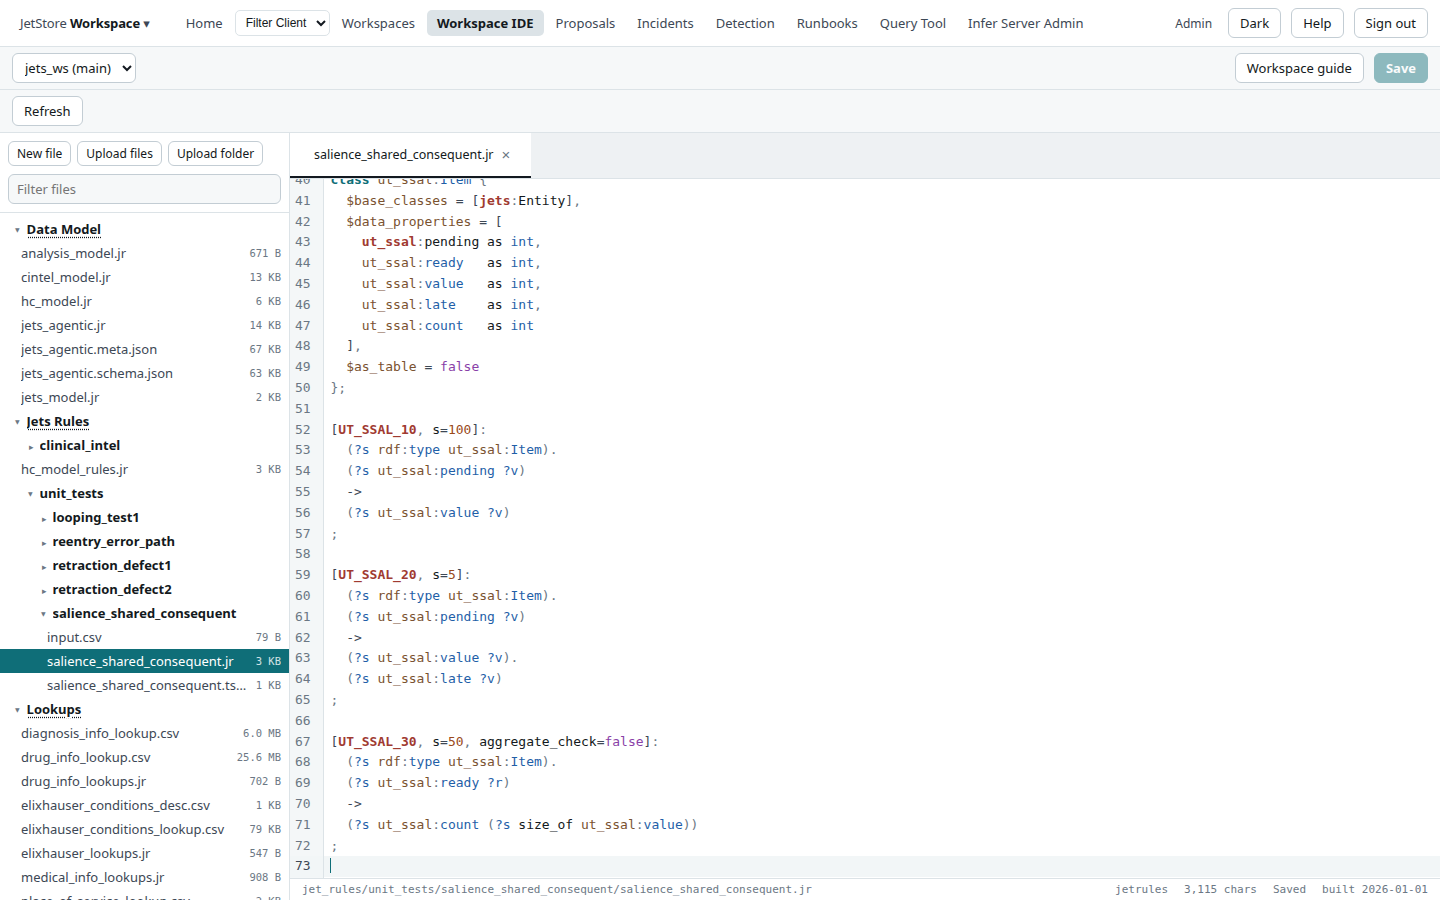 JetStore Workspace ▾ Home Filter Client Workspaces Workspace IDE Proposals Incidents Detection Runbooks Query Tool Infer Server Admin Admin Dark Help Sign out
jets_ws (main) Workspace guide Save
Refresh
New file Upload files Upload folder
Filter files
▾ Data Model
analysis_model.jr 671 B
cintel_model.jr 13 KB
hc_model.jr 6 KB
jets_agentic.jr 14 KB
jets_agentic.meta.json 67 KB
jets_agentic.schema.json 63 KB
jets_model.jr 2 KB
▾ Jets Rules
▸ clinical_intel
hc_model_rules.jr 3 KB
▾ unit_tests
▸ looping_test1
▸ reentry_error_path
▸ retraction_defect1
▸ retraction_defect2
▾ salience_shared_consequent
input.csv 79 B
salience_shared_consequent.jr 3 KB
salience_shared_consequent.ts... 1 KB
▾ Lookups
diagnosis_info_lookup.csv 6.0 MB
drug_info_lookup.csv 25.6 MB
drug_info_lookups.jr 702 B
elixhauser_conditions_desc.csv 1 KB
elixhauser_conditions_lookup.csv 79 KB
elixhauser_lookups.jr 547 B
medical_info_lookups.jr 908 B
place_of_service_lookup.csv 2 KB
salience_shared_consequent.jr ×
40 class ut_ssal:Item {
41 $base_classes = [jets:Entity],
42 $data_properties = [
43 ut_ssal:pending as int,
44 ut_ssal:ready as int,
45 ut_ssal:value as int,
46 ut_ssal:late as int,
47 ut_ssal:count as int
48 ],
49 $as_table = false
50 };
51
52 [UT_SSAL_10, s=100]:
53 (?s rdf:type ut_ssal:Item).
54 (?s ut_ssal:pending ?v)
55 ->
56 (?s ut_ssal:value ?v)
57 ;
58
59 [UT_SSAL_20, s=5]:
60 (?s rdf:type ut_ssal:Item).
61 (?s ut_ssal:pending ?v)
62 ->
63 (?s ut_ssal:value ?v).
64 (?s ut_ssal:late ?v)
65 ;
66
67 [UT_SSAL_30, s=50, aggregate_check=false]:
68 (?s rdf:type ut_ssal:Item).
69 (?s ut_ssal:ready ?r)
70 ->
71 (?s ut_ssal:count (?s size_of ut_ssal:value))
72 ;
73
jet_rules/unit_tests/salience_shared_consequent/salience_shared_consequent.jr jetrules 3,115 chars Saved built 2026-01-01